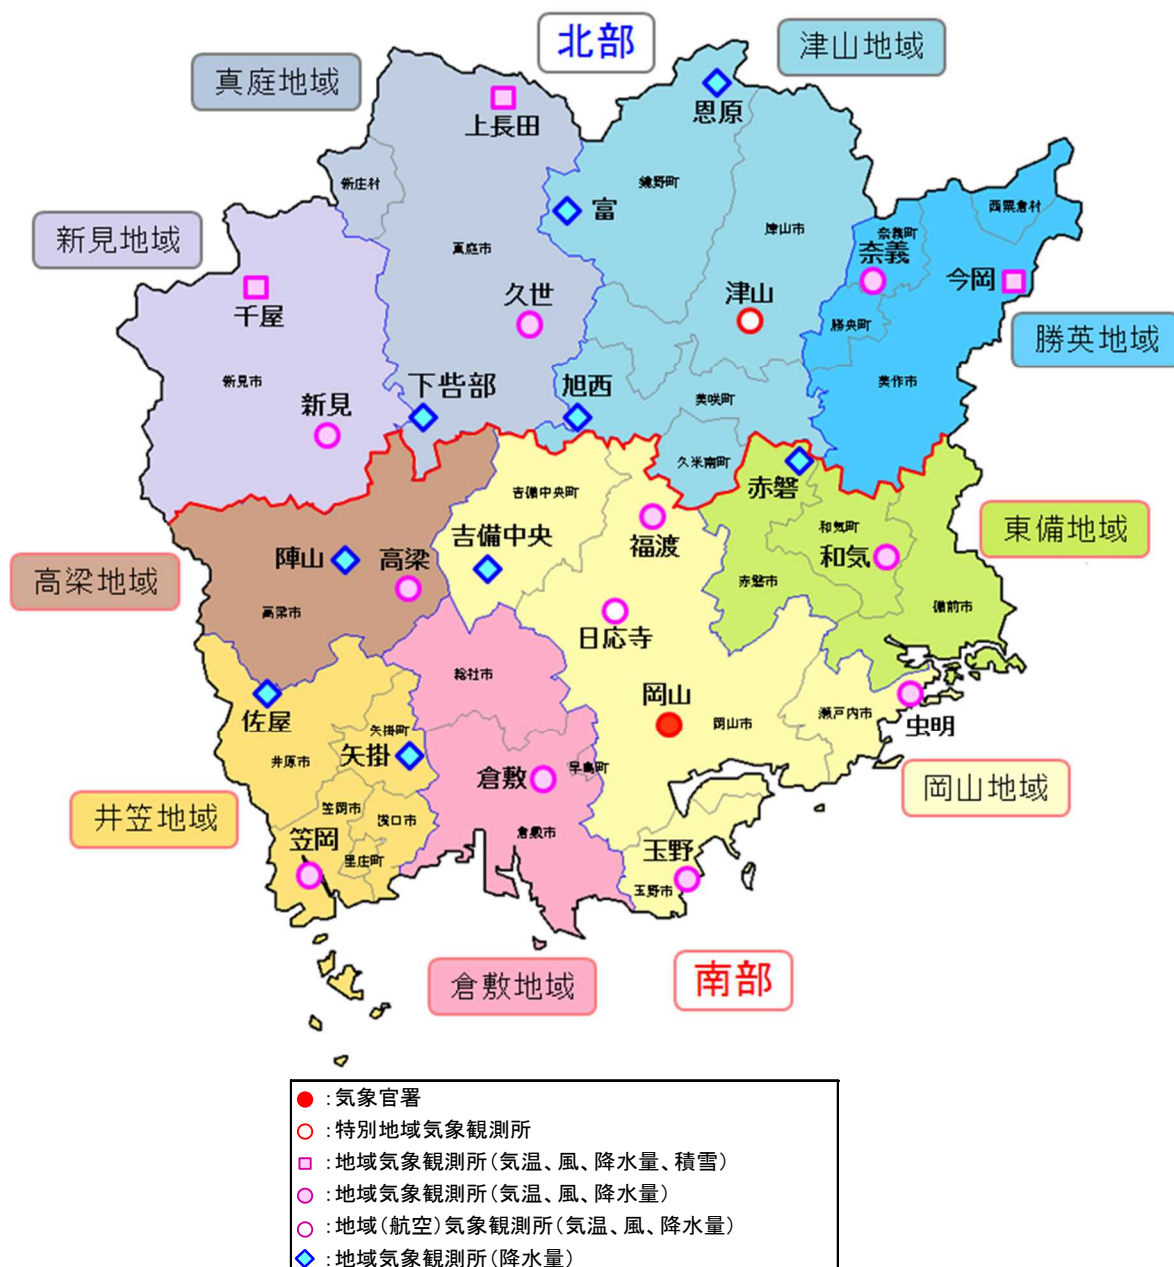 北部
津山地域
真庭地域
上長田
恩原
新庄村
鏡野町
富
西粟倉村
奈義町
津山市
新見地域
真庭市
奈義
今岡
千屋
久世
津山
勝央町
勝英地域
新見市
下呰部
旭西
美咲町
美作市
新見
久米南町
赤磐
吉備中央町
福渡
和気町
東備地域
陣山
高梁
吉備中央
和気
高梁地域
高梁市
赤磐市
備前市
日応寺
総社市
岡山
佐屋
矢掛町
岡山市
瀬戸内市
虫明
井原市
矢掛
倉敷
早島町
岡山地域
井笠地域
笠岡市
浅口市
倉敷市
笠岡
里庄町
玉野
玉野市
倉敷地域
南部
:気象官署
:特別地域気象観測所
:地域気象観測所(気温、風、降水量、積雪)
:地域気象観測所(気温、風、降水量)
:地域(航空)気象観測所(気温、風、降水量)
:地域気象観測所(降水量)